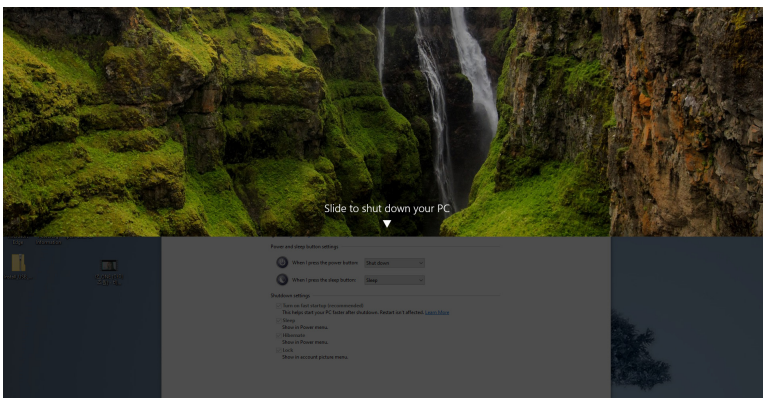 Slide to shut down your PC
Power and sleep button settings
When I press the power button: Shut down
When I press the sleep button: Sleep
Shutdown settings
Turn on fast startup (recommended)
This helps start your PC faster after shutdown. Restart isn't affected. Learn More
Sleep
Show in Power menu.
Hibernate
Show in Power menu.
Lock
Show in account picture menu.